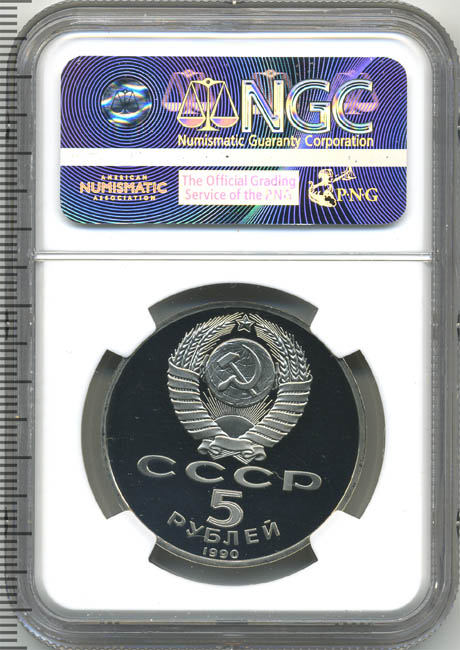 NGC
Numismatic Guaranty Corporation
AMERICAN
NUMISMATIC
ASSOCIATION
The Official Grading
Service of the PNG
PNG
СССР
5
РУБЛЕЙ
1990